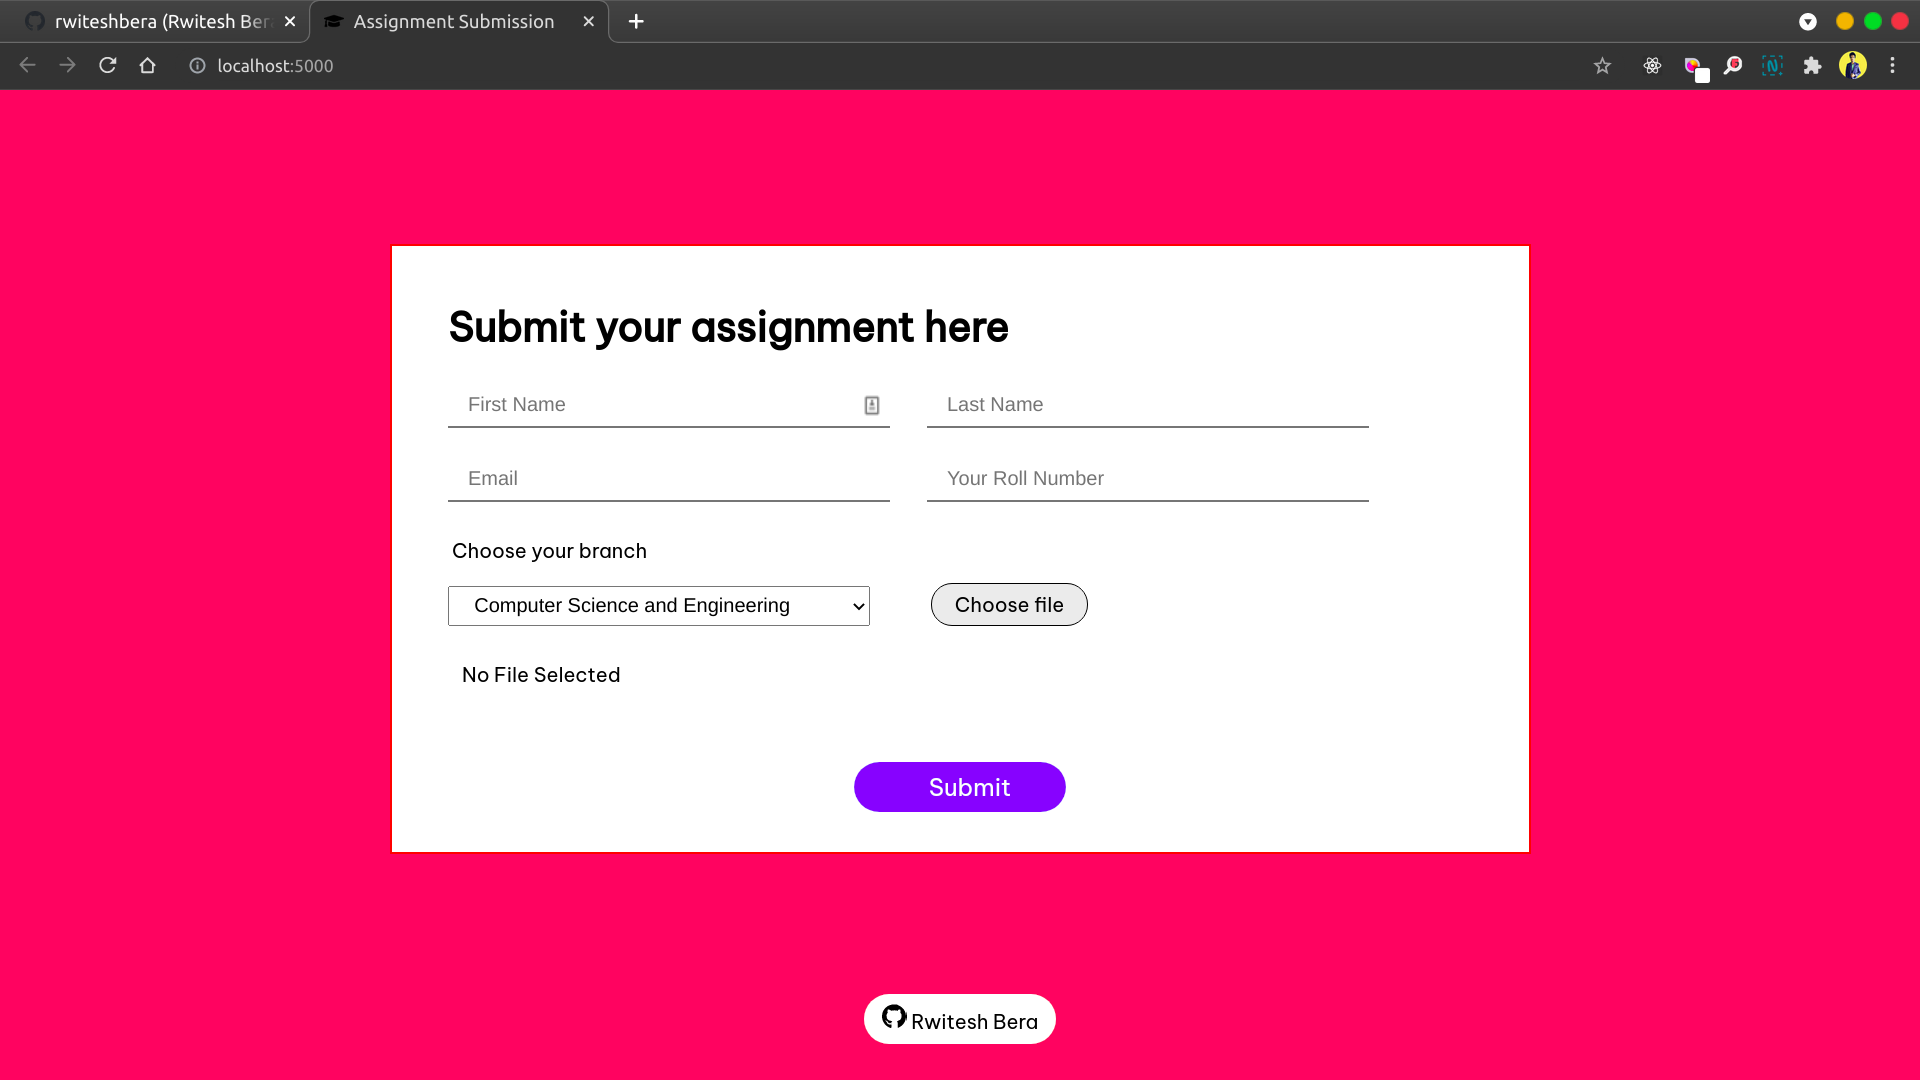 rwiteshbera (Rwitesh Ber
Assignment Submission
localhost:5000
Submit your assignment here
First Name
Last Name
Email
Your Roll Number
Choose your branch
Computer Science and Engineering
Choose file
No File Selected
Submit
Rwitesh Bera